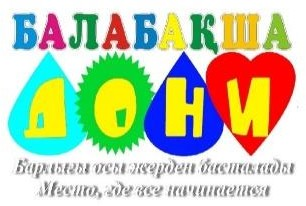 БАЛАБАҚША
ДОНИ
Барлығы осы жерден басталады
Место, где все начинается